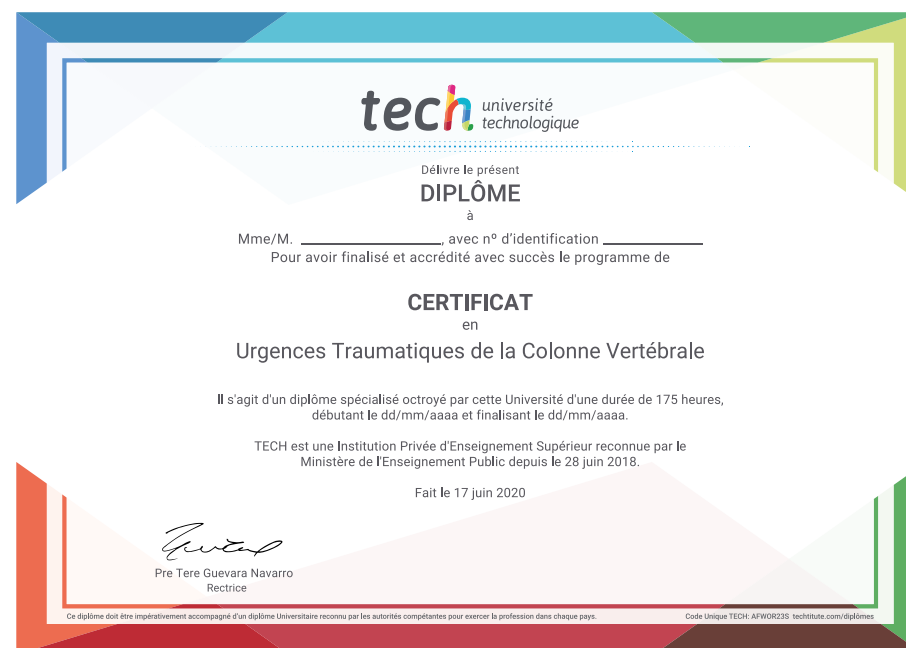 tech université
technologique
Délivre le présent
DIPLÔME
à
Mme/M. ____________________, avec nº d'identification ______________
Pour avoir finalisé et accrédité avec succès le programme de
CERTIFICAT
en
Urgences Traumatiques de la Colonne Vertébrale
Il s'agit d'un diplôme spécialisé octroyé par cette Université d'une durée de 175 heures,
débutant le dd/mm/aaaa et finalisant le dd/mm/aaaa.
TECH est une Institution Privée d'Enseignement Supérieur reconnue par le
Ministère de l'Enseignement Public depuis le 28 juin 2018.
Fait le 17 juin 2020
Pre Tere Guevara Navarro
Rectrice
Ce diplôme doit être impérativement accompagné d'un diplôme Universitaire reconnu par les autorités compétantes pour exercer la profession dans chaque pays. Code Unique TECH: AFWOR23S techtitute.com/diplômes